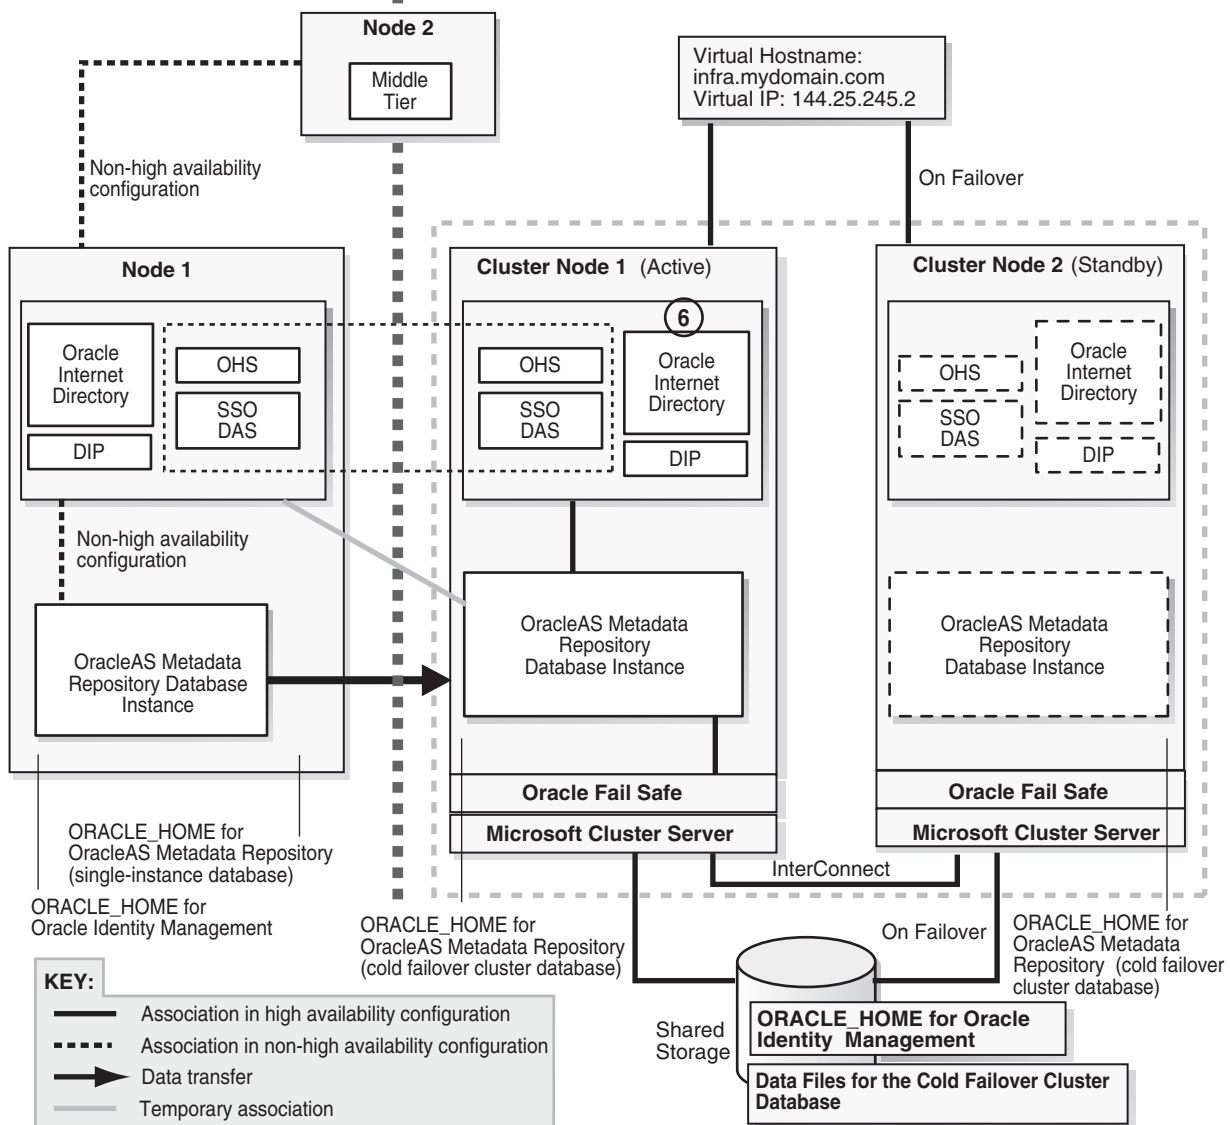 Node 2
Middle
Tier
Virtual Hostname:
infra.mydomain.com
Virtual IP: 144.25.245.2
Non-high availability
configuration
On Failover
Node 1
Oracle
Internet
Directory
DIP
OHS
SSO
DAS
Non-high availability
configuration
OracleAS Metadata
Repository Database
Instance
Cluster Node 1 (Active)
6
OHS
SSO
DAS
Oracle
Internet
Directory
DIP
OracleAS Metadata
Repository
Database Instance
Oracle Fail Safe
Microsoft Cluster Server
Cluster Node 2 (Standby)
OHS
SSO
DAS
Oracle
Internet
Directory
DIP
OracleAS Metadata
Repository
Database Instance
Oracle Fail Safe
Microsoft Cluster Server
InterConnect
ORACLE_HOME for
OracleAS Metadata Repository
(single-instance database)
ORACLE_HOME for
Oracle Identity Management
ORACLE_HOME for
OracleAS Metadata Repository
(cold failover cluster database)
On Failover
ORACLE_HOME for
OracleAS Metadata
Repository (cold failover
cluster database)
Shared
Storage
ORACLE_HOME for Oracle
Identity Management
Data Files for the Cold Failover Cluster
Database
KEY:
Association in high availability configuration
Association in non-high availability configuration
Data transfer
Temporary association